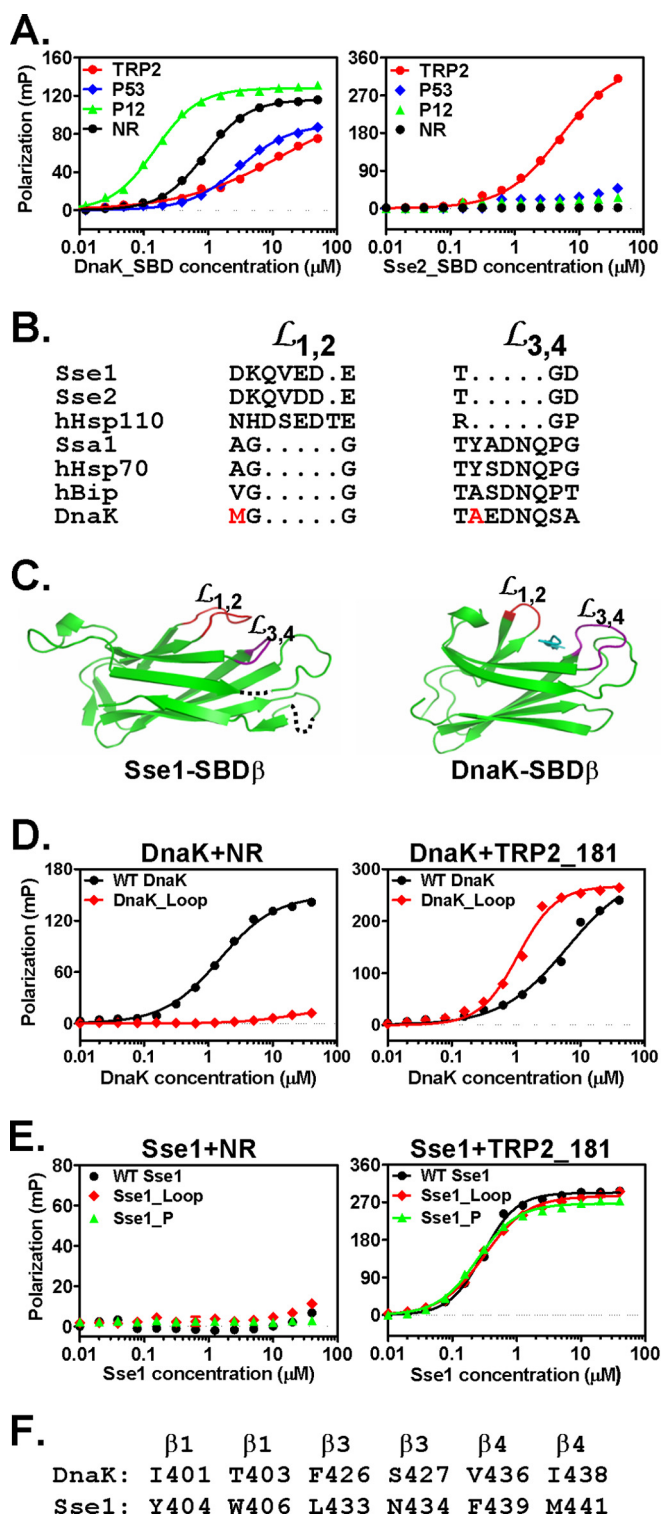 A.
TRP2
P53
P12
NR
160
120
80
40
0
0.01 0.1 1 10 100
Polarization (mP)
DnaK_SBD concentration (μM)
TRP2
P53
P12
NR
360
270
180
90
0
0.01 0.1 1 10 100
Sse2_SBD concentration (μM)
B.
ℒ1,2 ℒ3,4
Sse1 DKQVED.E T.....GD
Sse2 DKQVDD.E T.....GD
hHsp110 NHDSEDTE R.....GP
Ssa1 AG.....G TYADNQPG
hHsp70 AG.....G TYSDNQPG
hBip VG.....G TASDNQPT
DnaK MG.....G TAEDNQSA
C.
ℒ1,2
ℒ3,4
Sse1-SBDβ
ℒ1,2
ℒ3,4
DnaK-SBDβ
D.
DnaK+NR
WT DnaK
DnaK_Loop
180
120
60
0
0.01 0.1 1 10 100
Polarization (mP)
DnaK concentration (μM)
DnaK+TRP2_181
WT DnaK
DnaK_Loop
300
200
100
0
0.01 0.1 1 10 100
DnaK concentration (μM)
E.
Sse1+NR
WT Sse1
Sse1_Loop
Sse1_P
80
60
40
20
0
0.01 0.1 1 10 100
Polarization (mP)
Sse1 concentration (μM)
Sse1+TRP2_181
WT Sse1
Sse1_Loop
Sse1_P
360
270
180
90
0
0.01 0.1 1 10 100
Sse1 concentration (μM)
F.
β1 β1 β3 β3 β4 β4
DnaK: I401 T403 F426 S427 V436 I438
Sse1: Y404 W406 L433 N434 F439 M441